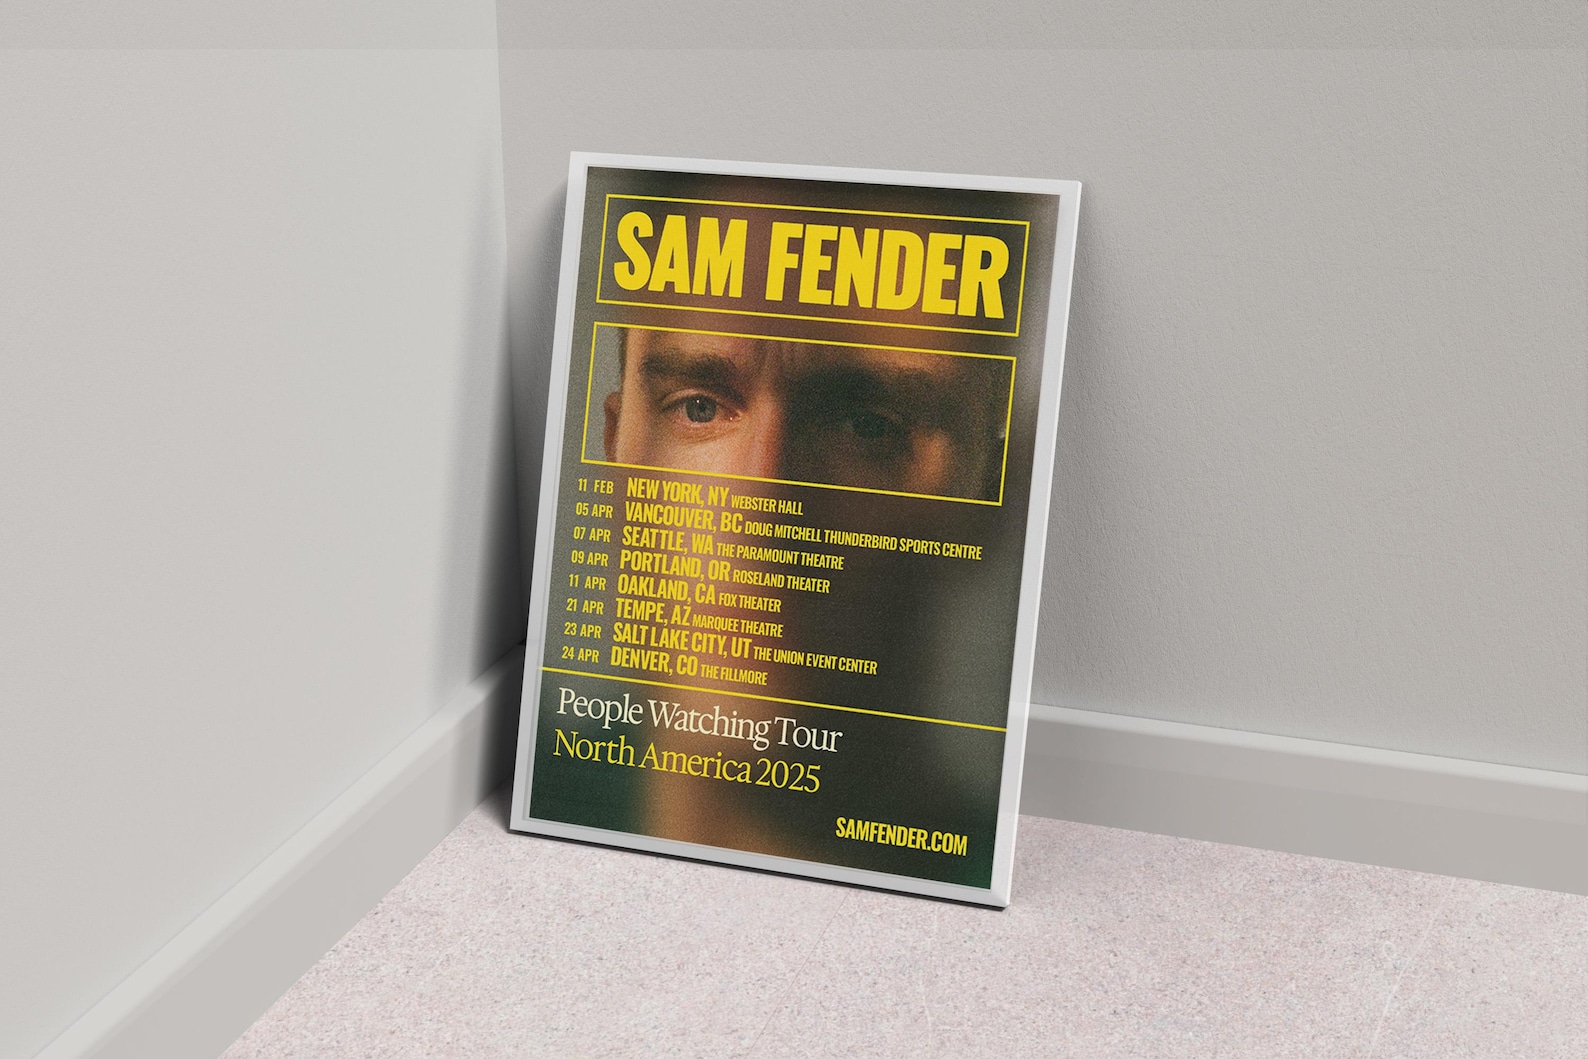 SAM FENDER
11 FEB NEW YORK, NY WEBSTER HALL
05 APR VANCOUVER, BC DOUG MITCHELL THUNDERBIRD SPORTS CENTRE
07 APR SEATTLE, WA THE PARAMOUNT THEATRE
09 APR PORTLAND, OR ROSELAND THEATER
11 APR OAKLAND, CA FOX THEATER
21 APR TEMPE, AZ MARQUEE THEATRE
23 APR SALT LAKE CITY, UT THE UNION EVENT CENTER
24 APR DENVER, CO THE FILLMORE
People Watching Tour
North America 2025
SAMFENDER.COM